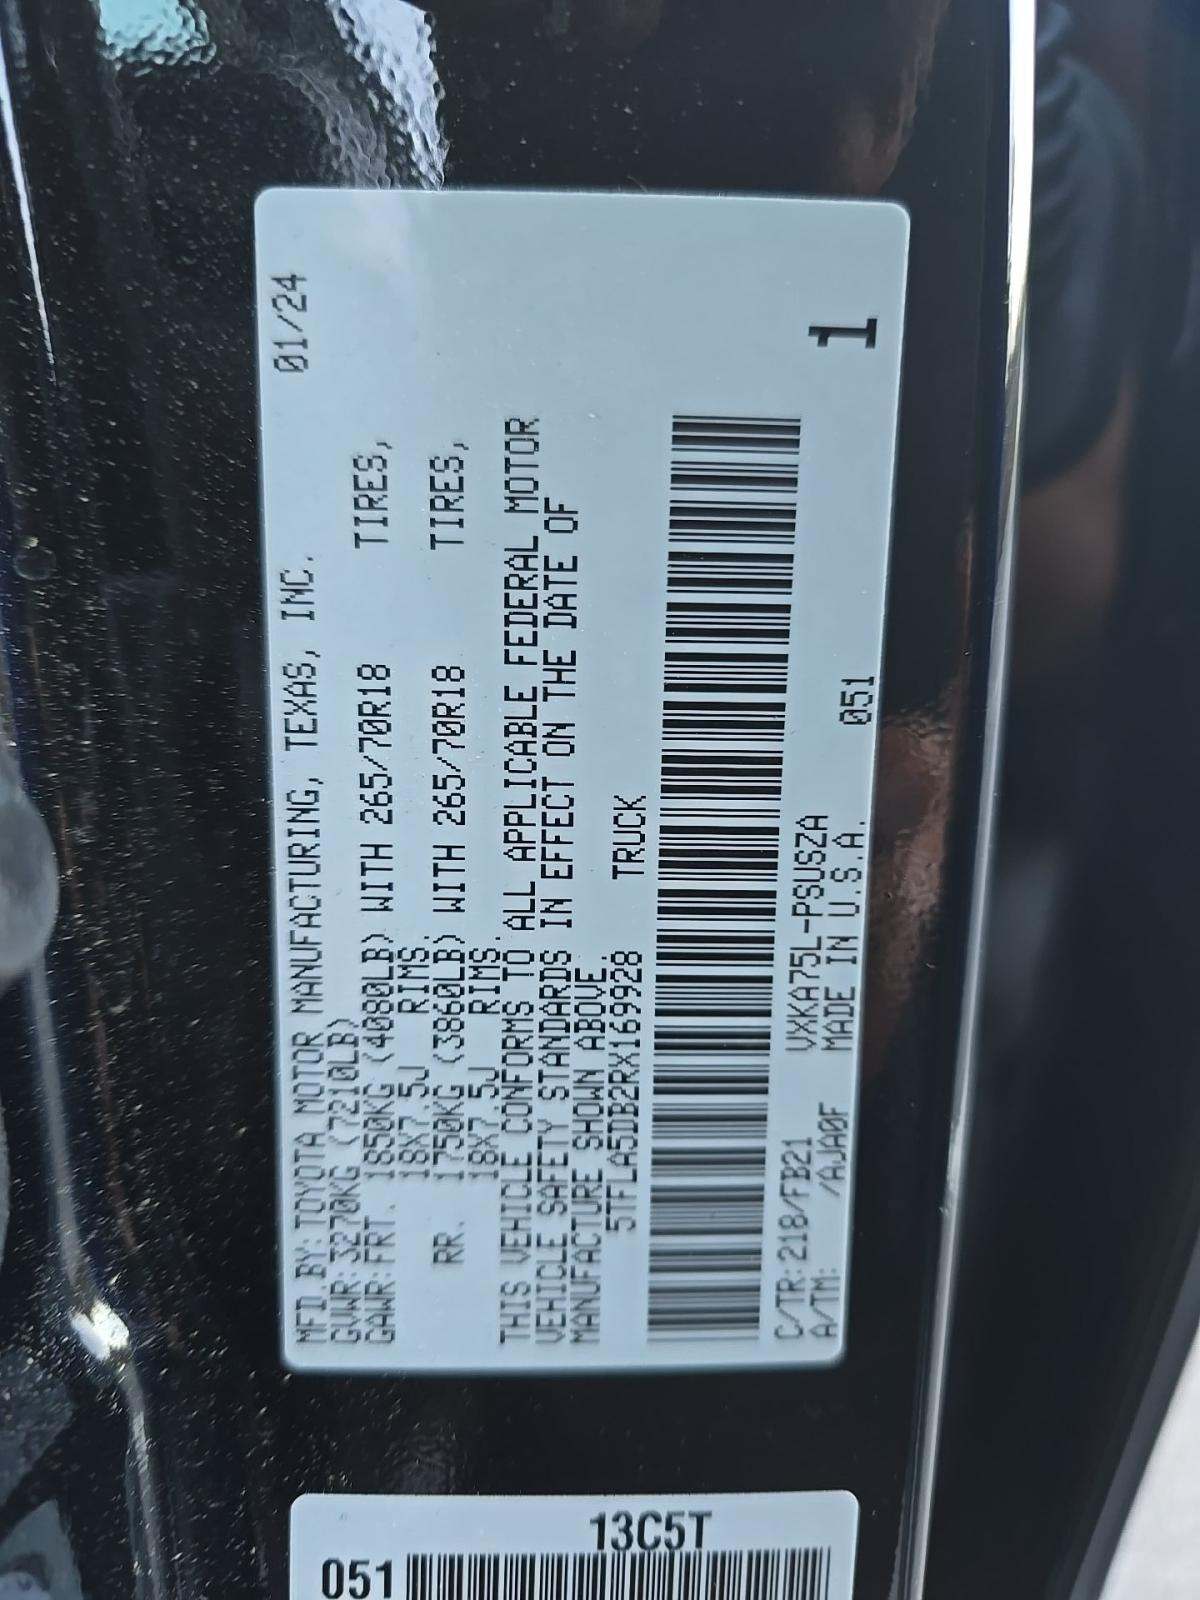 MFD.BY:TOYOTA MOTOR MANUFACTURING, TEXAS, INC. 01/24
GVWR:3270KG (7210LB)
GAWR:FRT. 1850KG (4080LB) WITH 265/70R18 TIRES,
18X7.5J RIMS.
RR. 1750KG (3860LB) WITH 265/70R18 TIRES,
18X7.5J RIMS.
THIS VEHICLE CONFORMS TO ALL APPLICABLE FEDERAL MOTOR
VEHICLE SAFETY STANDARDS IN EFFECT ON THE DATE OF
MANUFACTURE SHOWN ABOVE.
5TFLA5DB2RX169928 TRUCK
C/TR:218/FB21 VXKA75L-PSUSZA
A/TM: /AJA0F MADE IN U.S.A. 051
1
13C5T
051